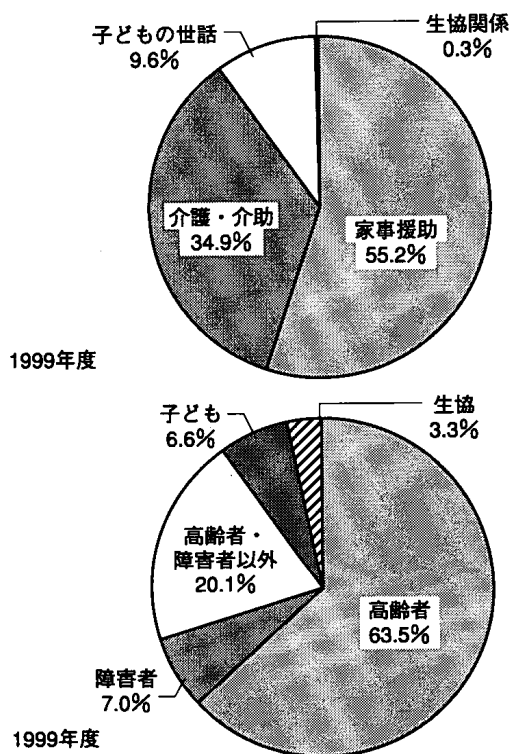 子どもの世話
9.6%
生協関係
0.3%
介護・介助
34.9%
家事援助
55.2%
1999年度
子ども
6.6%
生協
3.3%
高齢者・
障害者以外
20.1%
高齢者
63.5%
障害者
7.0%
1999年度